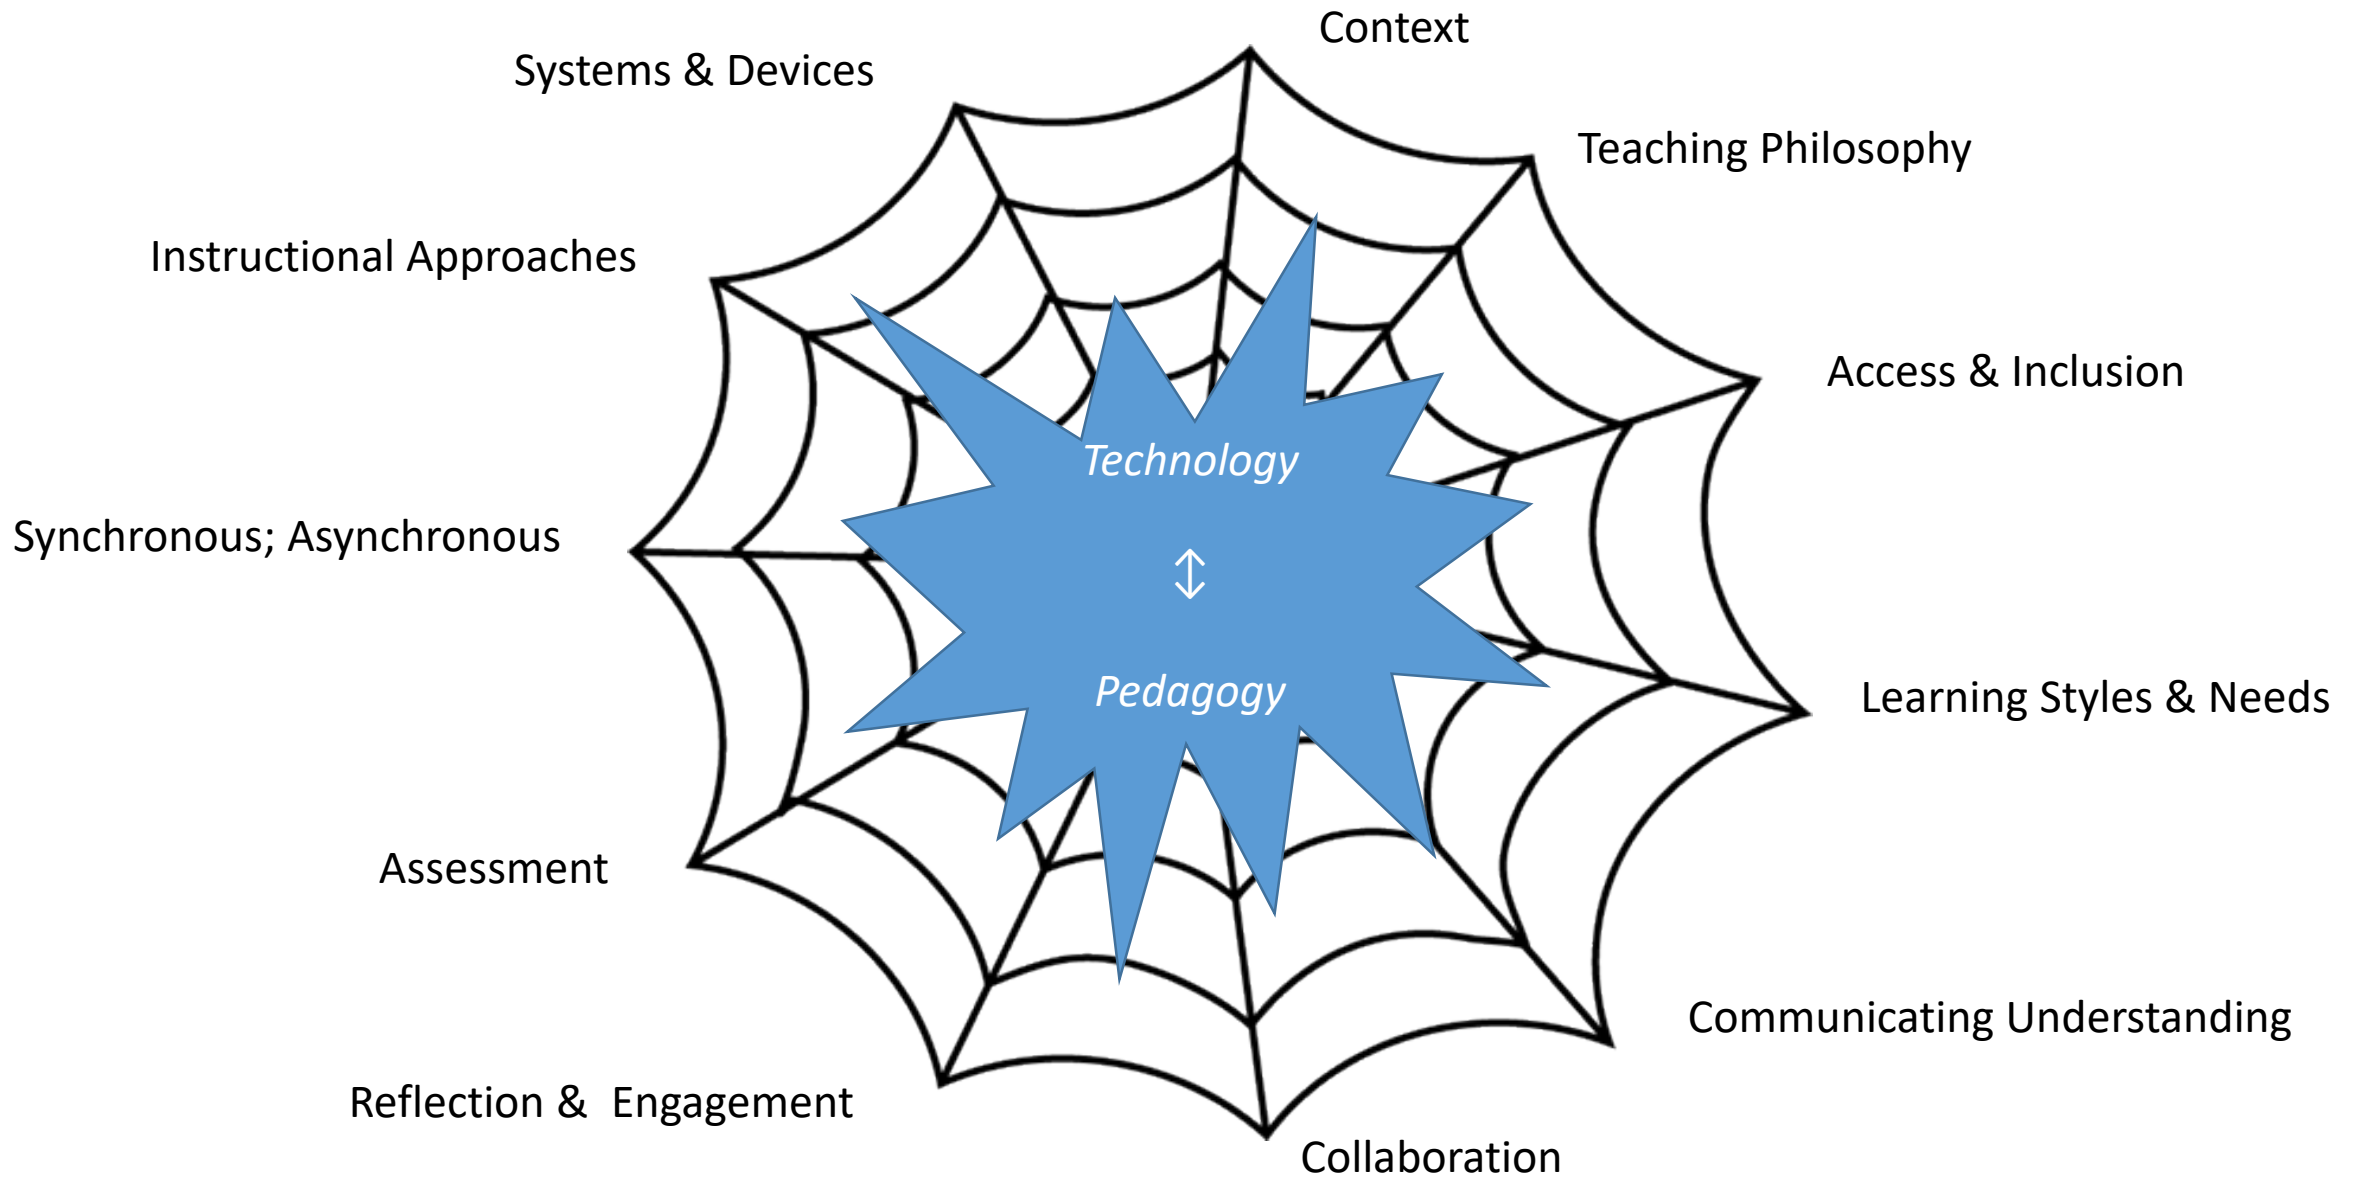 Context
Systems & Devices
Teaching Philosophy
Instructional Approaches
Access & Inclusion
Technology
Synchronous; Asynchronous
↕
Pedagogy
Learning Styles & Needs
Assessment
Communicating Understanding
Reflection &  Engagement
Collaboration